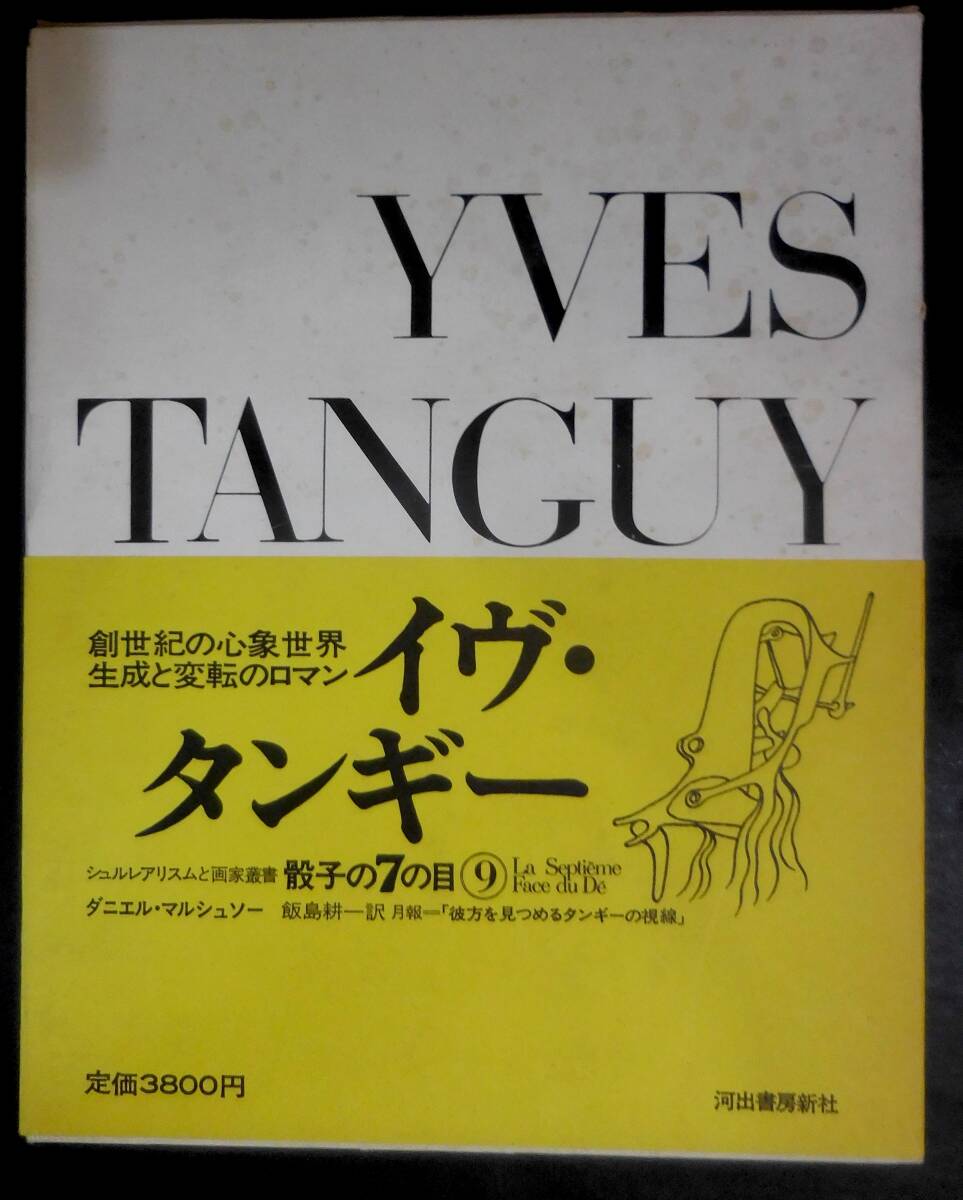 YVES
TANGUY
創世紀の心象世界
生成と変転のロマン
イヴ・
タンギー
シュルレアリスムと画家叢書 骰子の7の目⑨ La Septième
Face du Dé
ダニエル・マルシュソー 飯島耕一訳 月報=「彼方を見つめるタンギーの視線」
定価3800円
河出書房新社